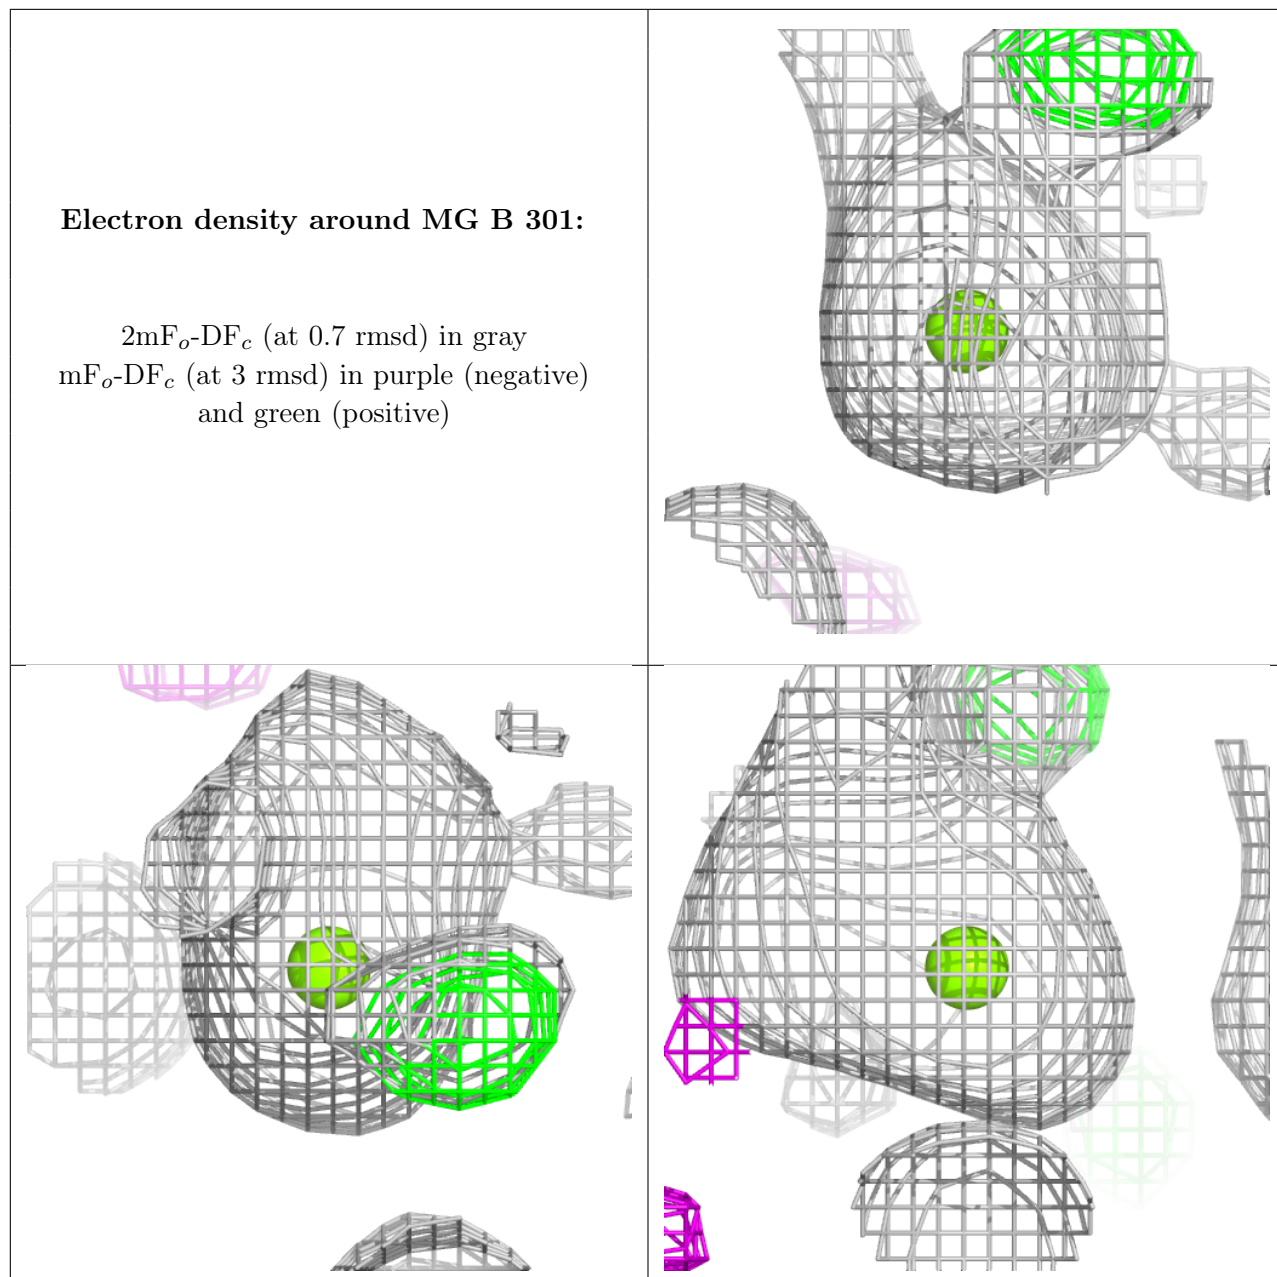 Electron density around MG B 301:
2mFo-DFc (at 0.7 rmsd) in gray
mFo-DFc (at 3 rmsd) in purple (negative)
and green (positive)